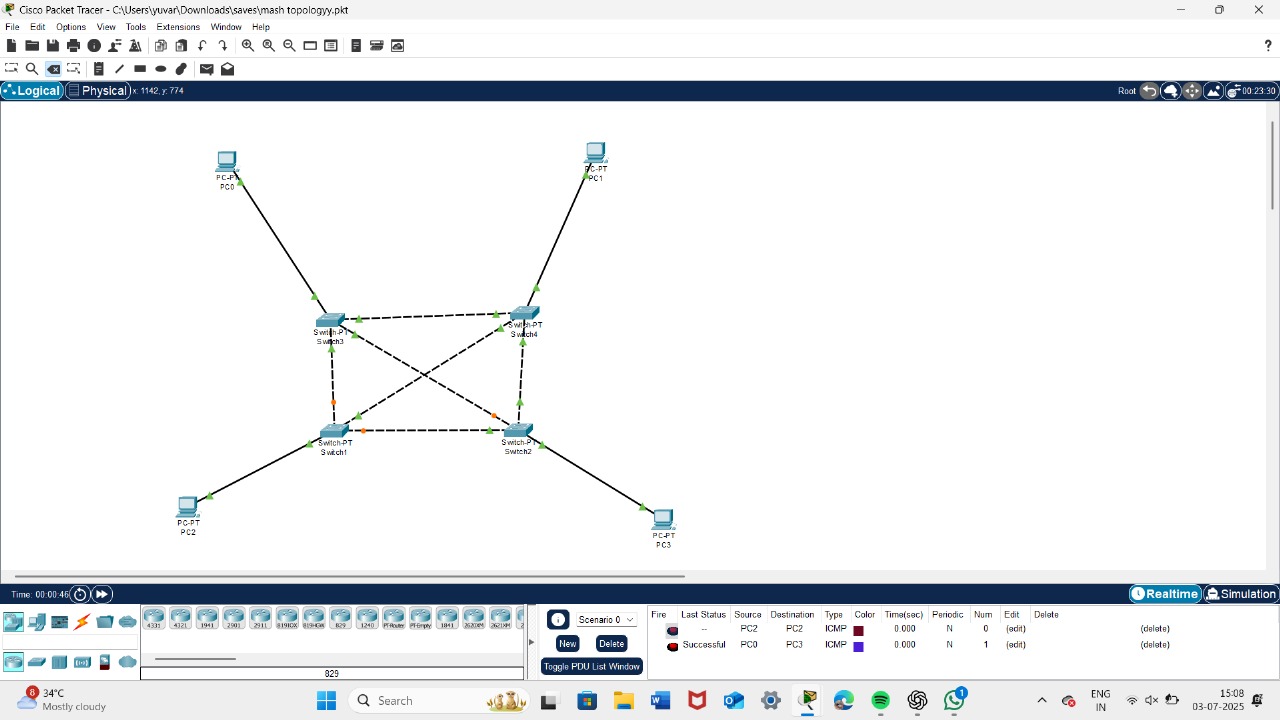 Cisco Packet Tracer - C:\Users\yuvar\Downloads\saves\mash topologyy.pkt
File Edit Options View Tools Extensions Window Help
?
Logical Physical x: 1142, y: 774 Root 00:23:30
PC-PT
PC0
PC-PT
PC1
Switch-PT
Switch3
Switch-PT
Switch4
Switch-PT
Switch1
Switch-PT
Switch2
PC-PT
PC2
PC-PT
PC3
Time: 00:00:46 Realtime Simulation
4331 4321 1941 2901 2911 819IOX 819HGW 829 1240 PT-Router PT-Empty 1841 2620XM 2621XM 2
829
Scenario 0
New Delete
Toggle PDU List Window
Fire Last Status Source Destination Type Color Time(sec) Periodic Num Edit Delete
-- PC2 PC2 ICMP 0.000 N 0 (edit) (delete)
Successful PC0 PC3 ICMP 0.000 N 1 (edit) (delete)
8 34°C
Mostly cloudy
Search
W
1
ENG
IN
15:08
03-07-2025